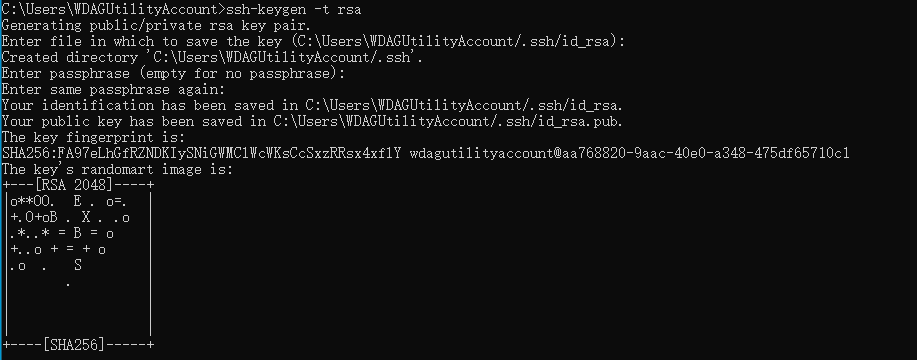 C:\Users\WDAGUtilityAccount>ssh-keygen -t rsa
Generating public/private rsa key pair.
Enter file in which to save the key (C:\Users\WDAGUtilityAccount/.ssh/id_rsa):
Created directory 'C:\Users\WDAGUtilityAccount/.ssh'.
Enter passphrase (empty for no passphrase):
Enter same passphrase again:
Your identification has been saved in C:\Users\WDAGUtilityAccount/.ssh/id_rsa.
Your public key has been saved in C:\Users\WDAGUtilityAccount/.ssh/id_rsa.pub.
The key fingerprint is:
SHA256:FA97eLhGfRZNDKIySNiGWMC1WcWKsCcSxzRRsx4xflY wdagutilityaccount@aa768820-9aac-40e0-a348-475df65710c1
The key's randomart image is:
+---[RSA 2048]----+
|o**OO.  E . o=.  |
|+.O+oB . X . .o  |
|.*..* = B = o    |
|+..o + = + o     |
|.o  .   S        |
|       .         |
|                 |
|                 |
|                 |
+----[SHA256]-----+